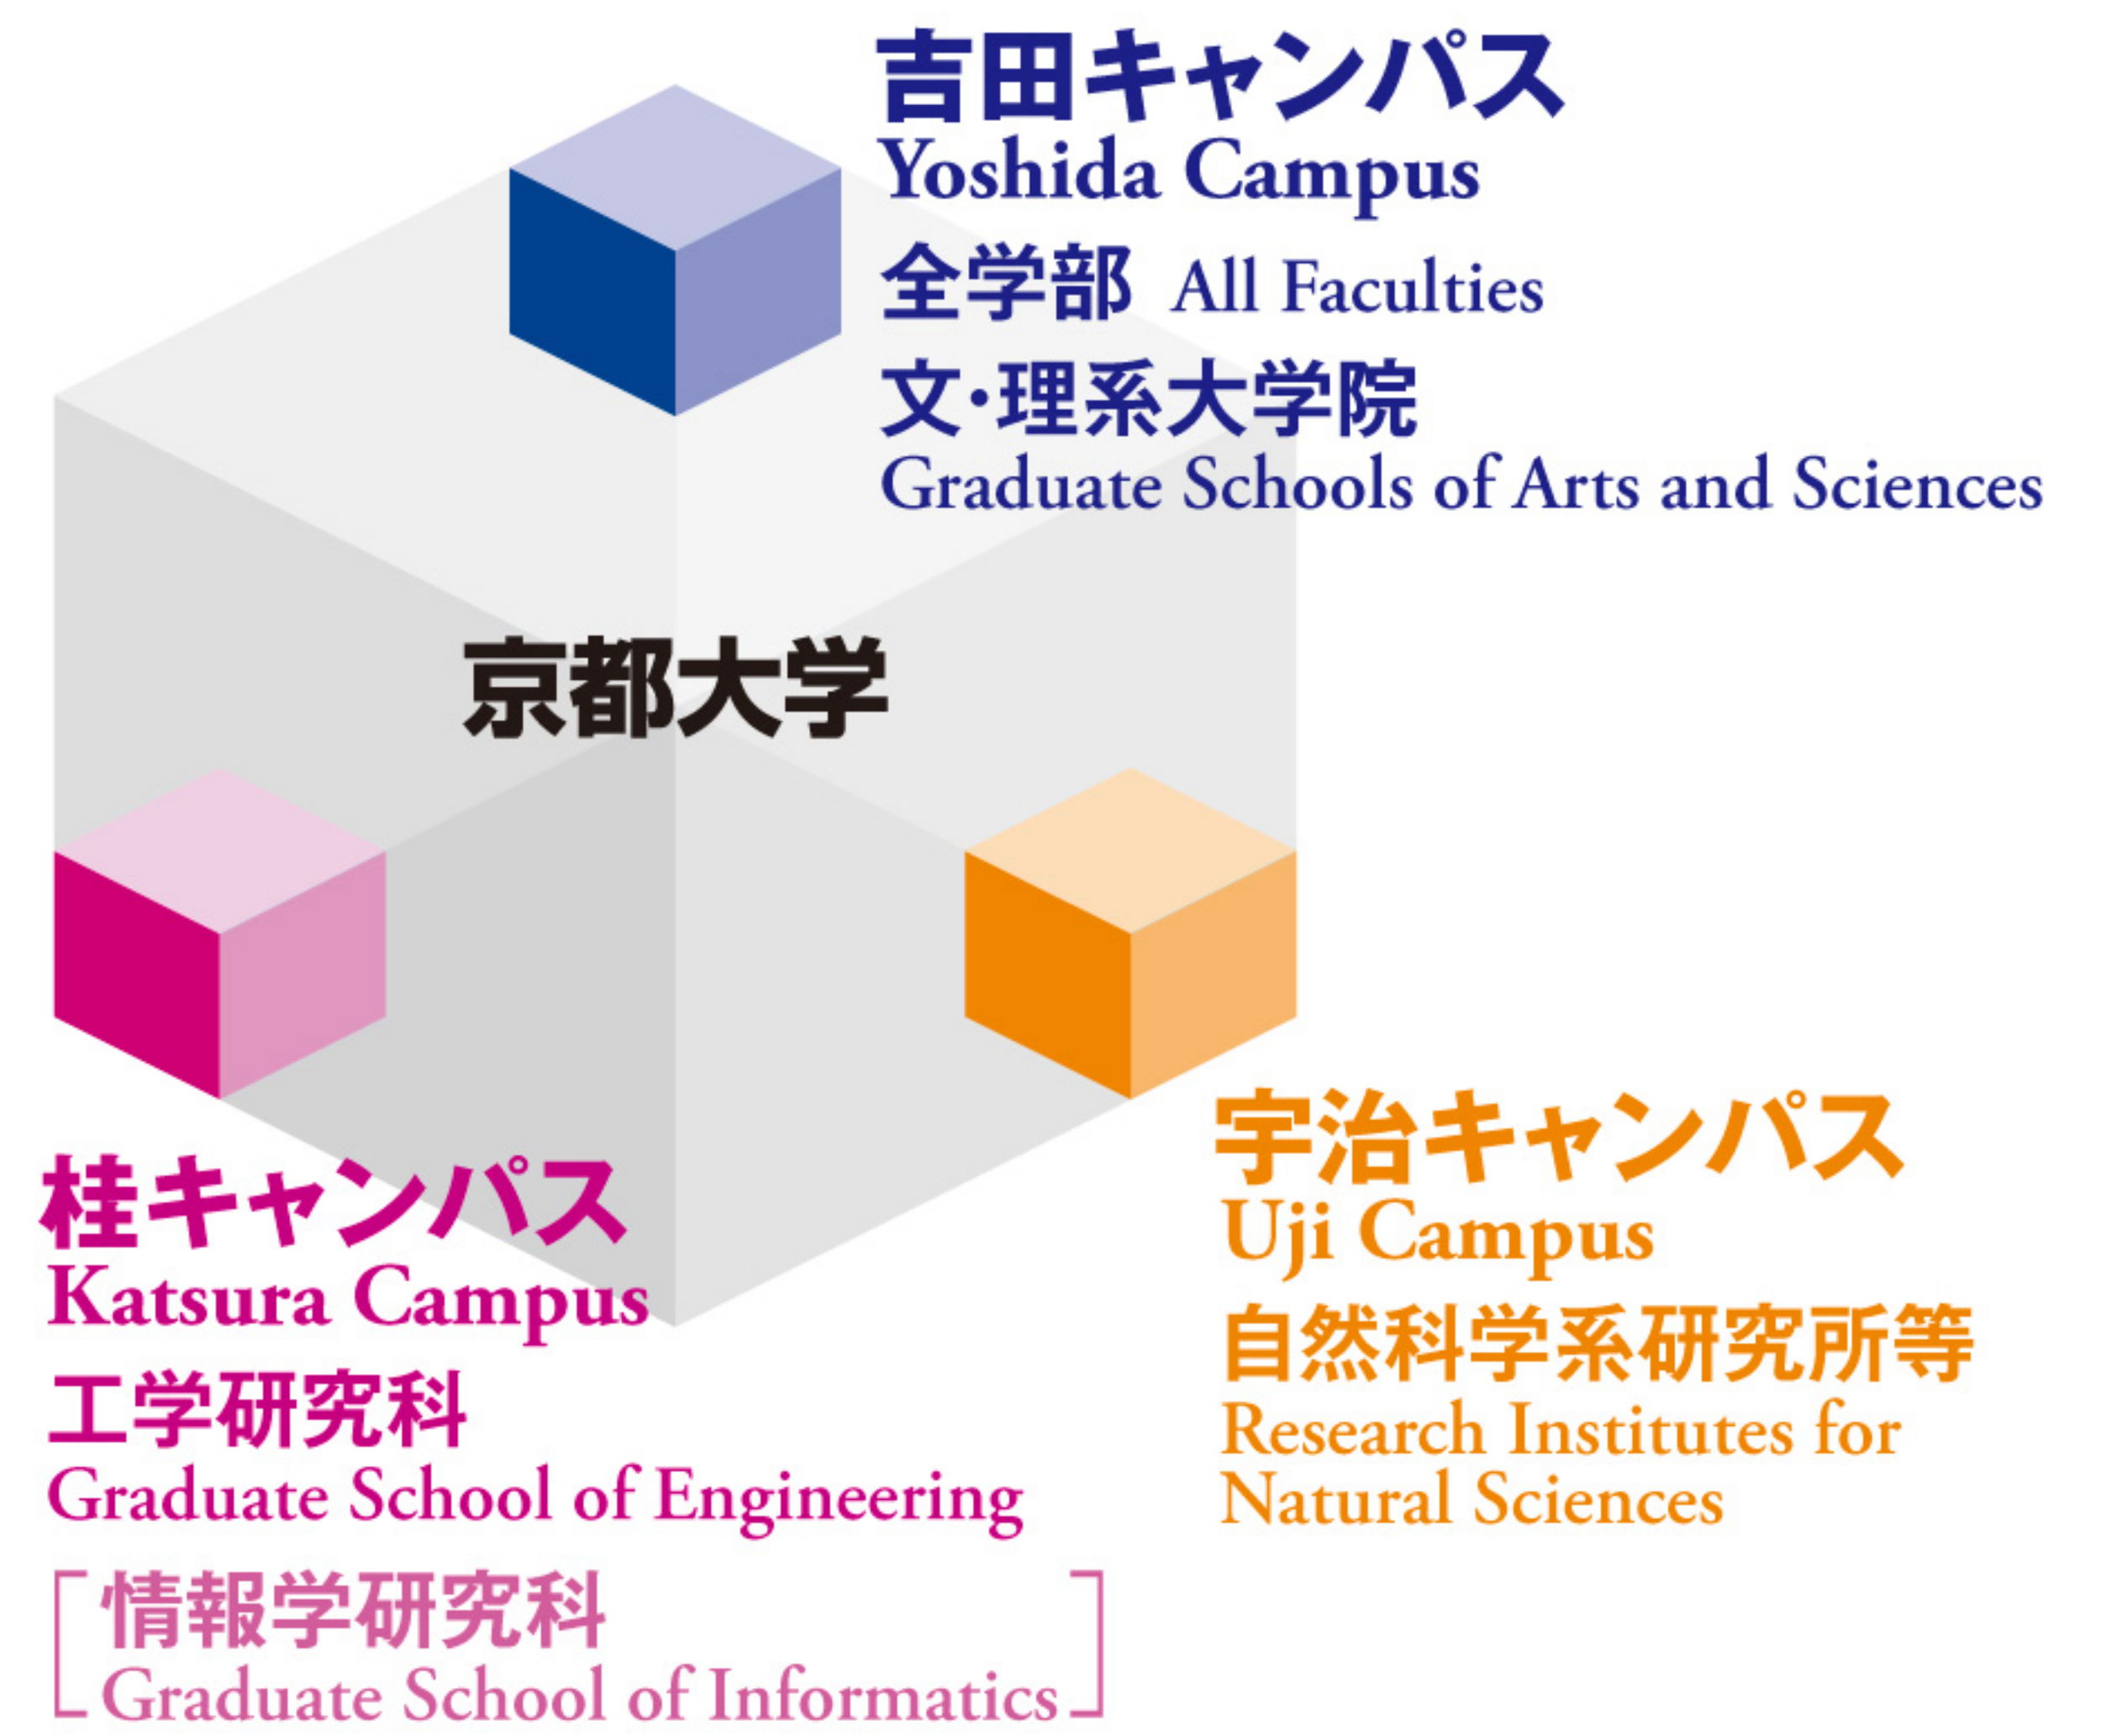 吉田キャンパス
Yoshida Campus
全学部 All Faculties
文・理系大学院
Graduate Schools of Arts and Sciences
京都大学
桂キャンパス
Katsura Campus
工学研究科
Graduate School of Engineering
[情報学研究科
Graduate School of Informatics]
宇治キャンパス
Uji Campus
自然科学系研究所等
Research Institutes for
Natural Sciences